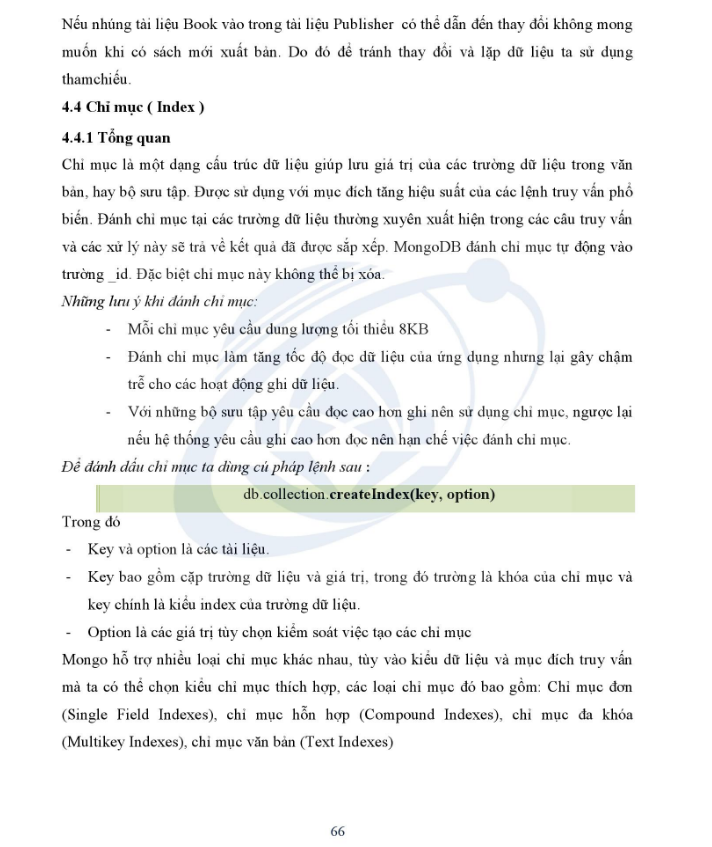 Nếu nhúng tài liệu Book vào trong tài liệu Publisher có thể dẫn đến thay đổi không mong
muốn khi có sách mới xuất bản. Do đó để tránh thay đổi và lặp dữ liệu ta sử dụng
thamchiếu.
4.4 Chỉ mục ( Index )
4.4.1 Tổng quan
Chỉ mục là một dạng cấu trúc dữ liệu giúp lưu giá trị của các trường dữ liệu trong văn
bản, hay bộ sưu tập. Được sử dụng với mục đích tăng hiệu suất của các lệnh truy vấn phổ
biến. Đánh chỉ mục tại các trường dữ liệu thường xuyên xuất hiện trong các câu truy vấn
và các xử lý này sẽ trả về kết quả đã được sắp xếp. MongoDB đánh chỉ mục tự động vào
trường _id. Đặc biệt chỉ mục này không thể bị xóa.
Những lưu ý khi đánh chỉ mục:
- Mỗi chỉ mục yêu cầu dung lượng tối thiểu 8KB
- Đánh chỉ mục làm tăng tốc độ đọc dữ liệu của ứng dụng nhưng lại gây chậm
trễ cho các hoạt động ghi dữ liệu.
- Với những bộ sưu tập yêu cầu đọc cao hơn ghi nên sử dụng chỉ mục, ngược lại
nếu hệ thống yêu cầu ghi cao hơn đọc nên hạn chế việc đánh chỉ mục.
Để đánh dấu chỉ mục ta dùng cú pháp lệnh sau :
db.collection.createIndex(key, option)
Trong đó
- Key và option là các tài liệu.
- Key bao gồm cặp trường dữ liệu và giá trị, trong đó trường là khóa của chỉ mục và
key chính là kiểu index của trường dữ liệu.
- Option là các giá trị tùy chọn kiểm soát việc tạo các chỉ mục
Mongo hỗ trợ nhiều loại chỉ mục khác nhau, tùy vào kiểu dữ liệu và mục đích truy vấn
mà ta có thể chọn kiểu chỉ mục thích hợp, các loại chỉ mục đó bao gồm: Chỉ mục đơn
(Single Field Indexes), chỉ mục hỗn hợp (Compound Indexes), chỉ mục đa khóa
(Multikey Indexes), chỉ mục văn bản (Text Indexes)
66